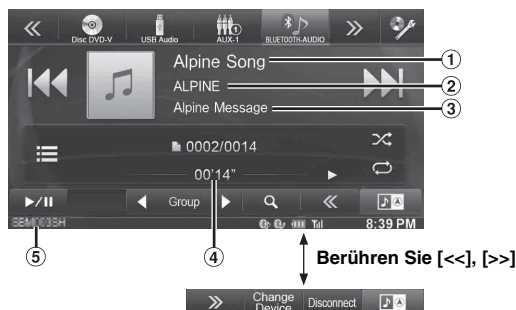 Disc DVD-V USB Audio AUX-1 BLUETOOTH-AUDIO
Alpine Song 1
ALPINE 2
Alpine Message 3
0002/0014
00'14”
Group
SBM003SH 8:39 PM
5 4
Berühren Sie [<<], [>>]
Change Device Disconnect